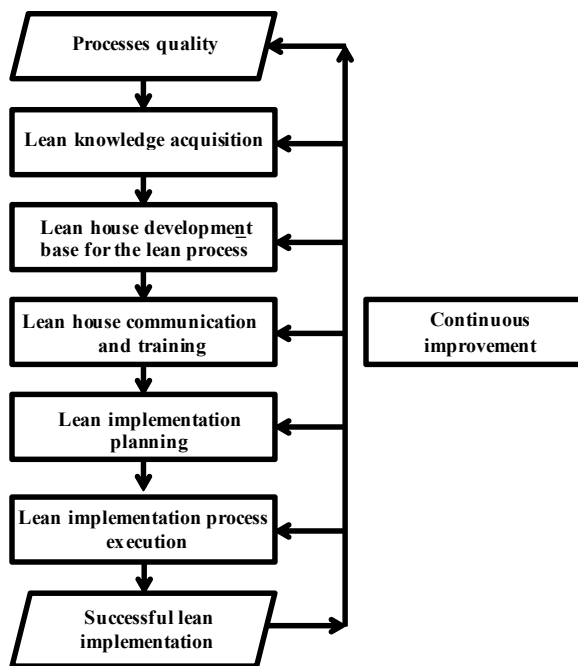 Processes quality
Lean knowledge acquisition
Lean house development
base for the lean process
Lean house communication
and training
Continuous
improvement
Lean implementation
planning
Lean implementation process
execution
Successful lean
implementation